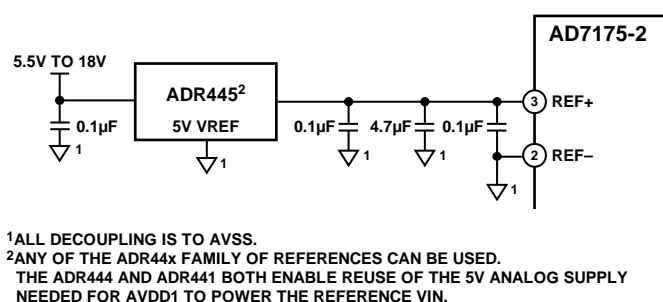 AD7175-2
5.5V TO 18V
ADR445²
3 REF+
0.1µF
5V VREF
0.1µF
4.7µF
0.1µF
1
1
1
1
2 REF–
1
¹ALL DECOUPLING IS TO AVSS.
²ANY OF THE ADR44x FAMILY OF REFERENCES CAN BE USED.
THE ADR444 AND ADR441 BOTH ENABLE REUSE OF THE 5V ANALOG SUPPLY
NEEDED FOR AVDD1 TO POWER THE REFERENCE VIN.